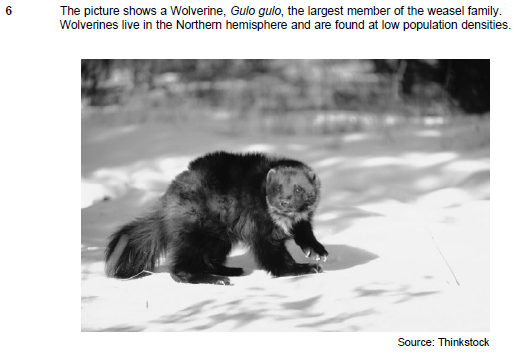 6 The picture shows a Wolverine, Gulo gulo, the largest member of the weasel family.
Wolverines live in the Northern hemisphere and are found at low population densities.
Source: Thinkstock